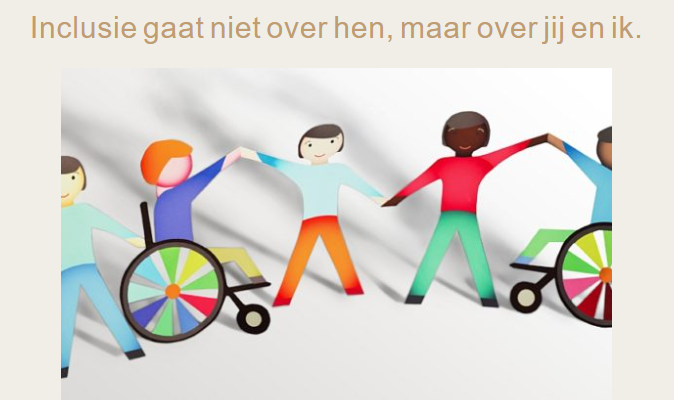 Inclusie gaat niet over hen, maar over jij en ik.